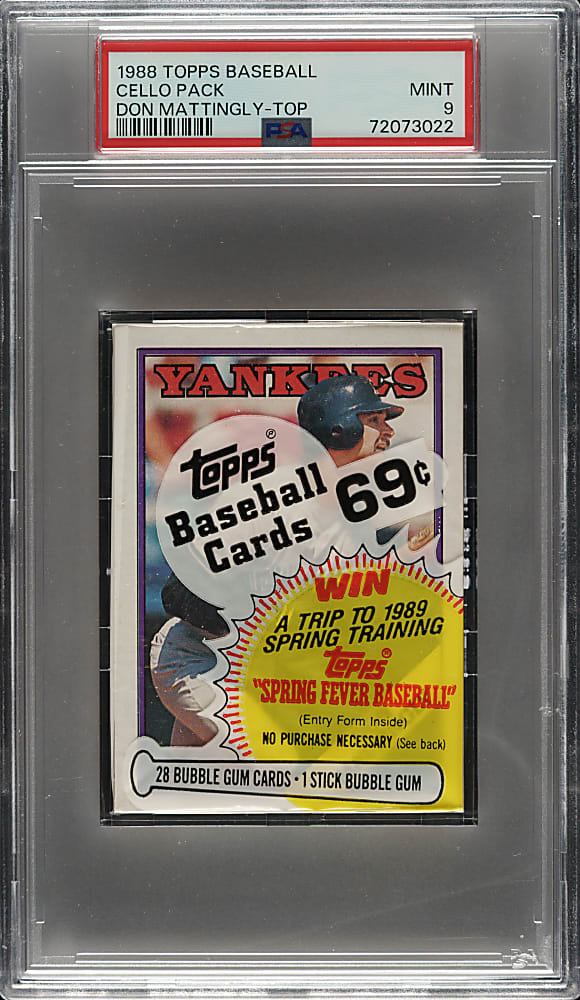 1988 TOPPS BASEBALL
CELLO PACK MINT
DON MATTINGLY-TOP 9
PSA 72073022
YANKEES
topps®
Baseball
Cards
69¢
WIN
A TRIP TO 1989
SPRING TRAINING
topps®
"SPRING FEVER BASEBALL"
(Entry Form Inside)
NO PURCHASE NECESSARY (See back)
28 BUBBLE GUM CARDS • 1 STICK BUBBLE GUM